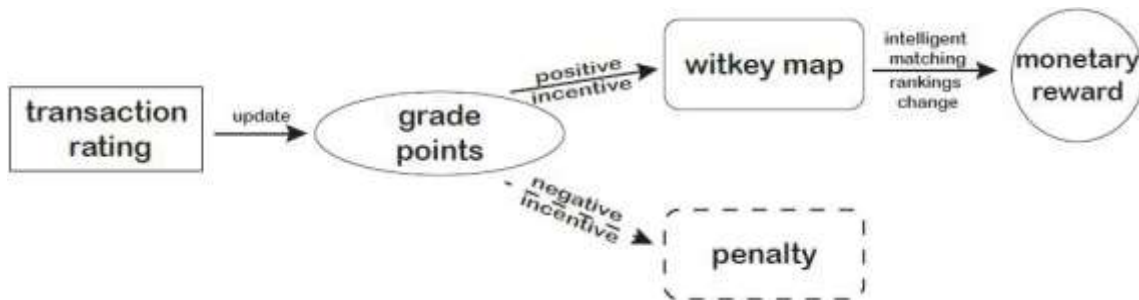 transaction
rating
update
grade
points
positive
incentive
witkey map
intelligent
matching
rankings
change
monetary
reward
negative
incentive
penalty